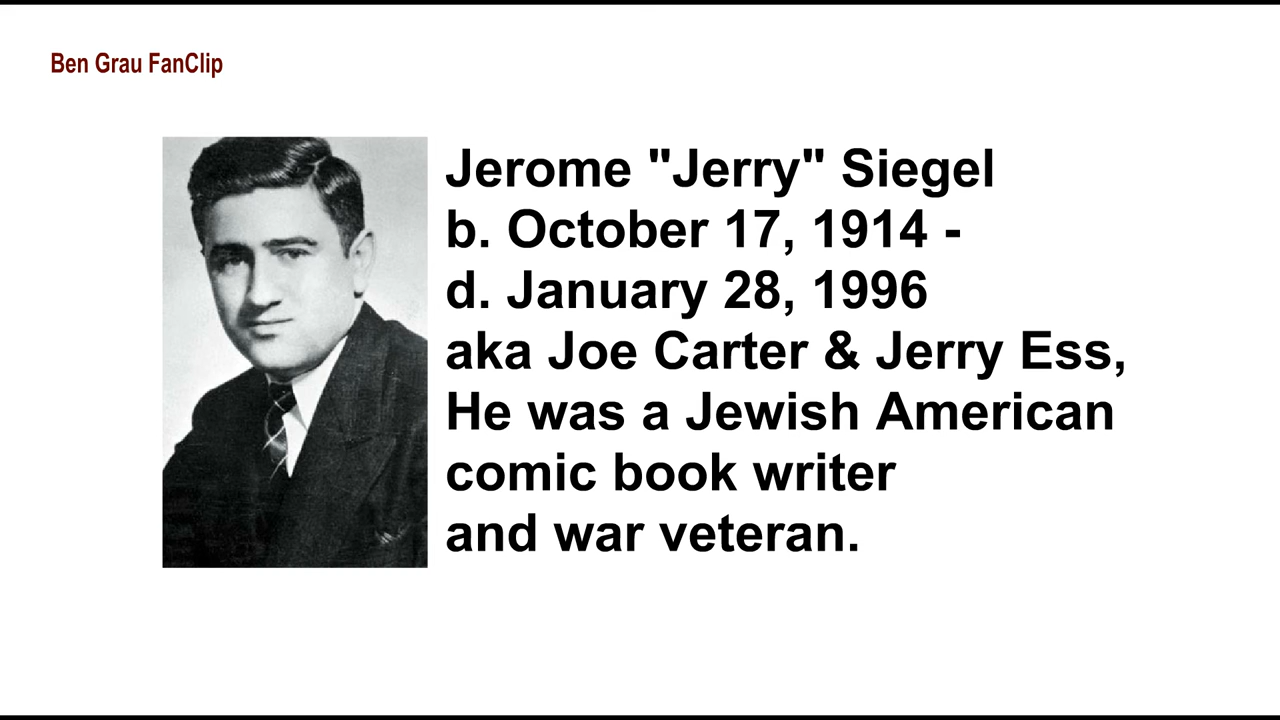 Ben Grau FanClip
Jerome "Jerry" Siegel
b. October 17, 1914 -
d. January 28, 1996
aka Joe Carter & Jerry Ess,
He was a Jewish American
comic book writer
and war veteran.